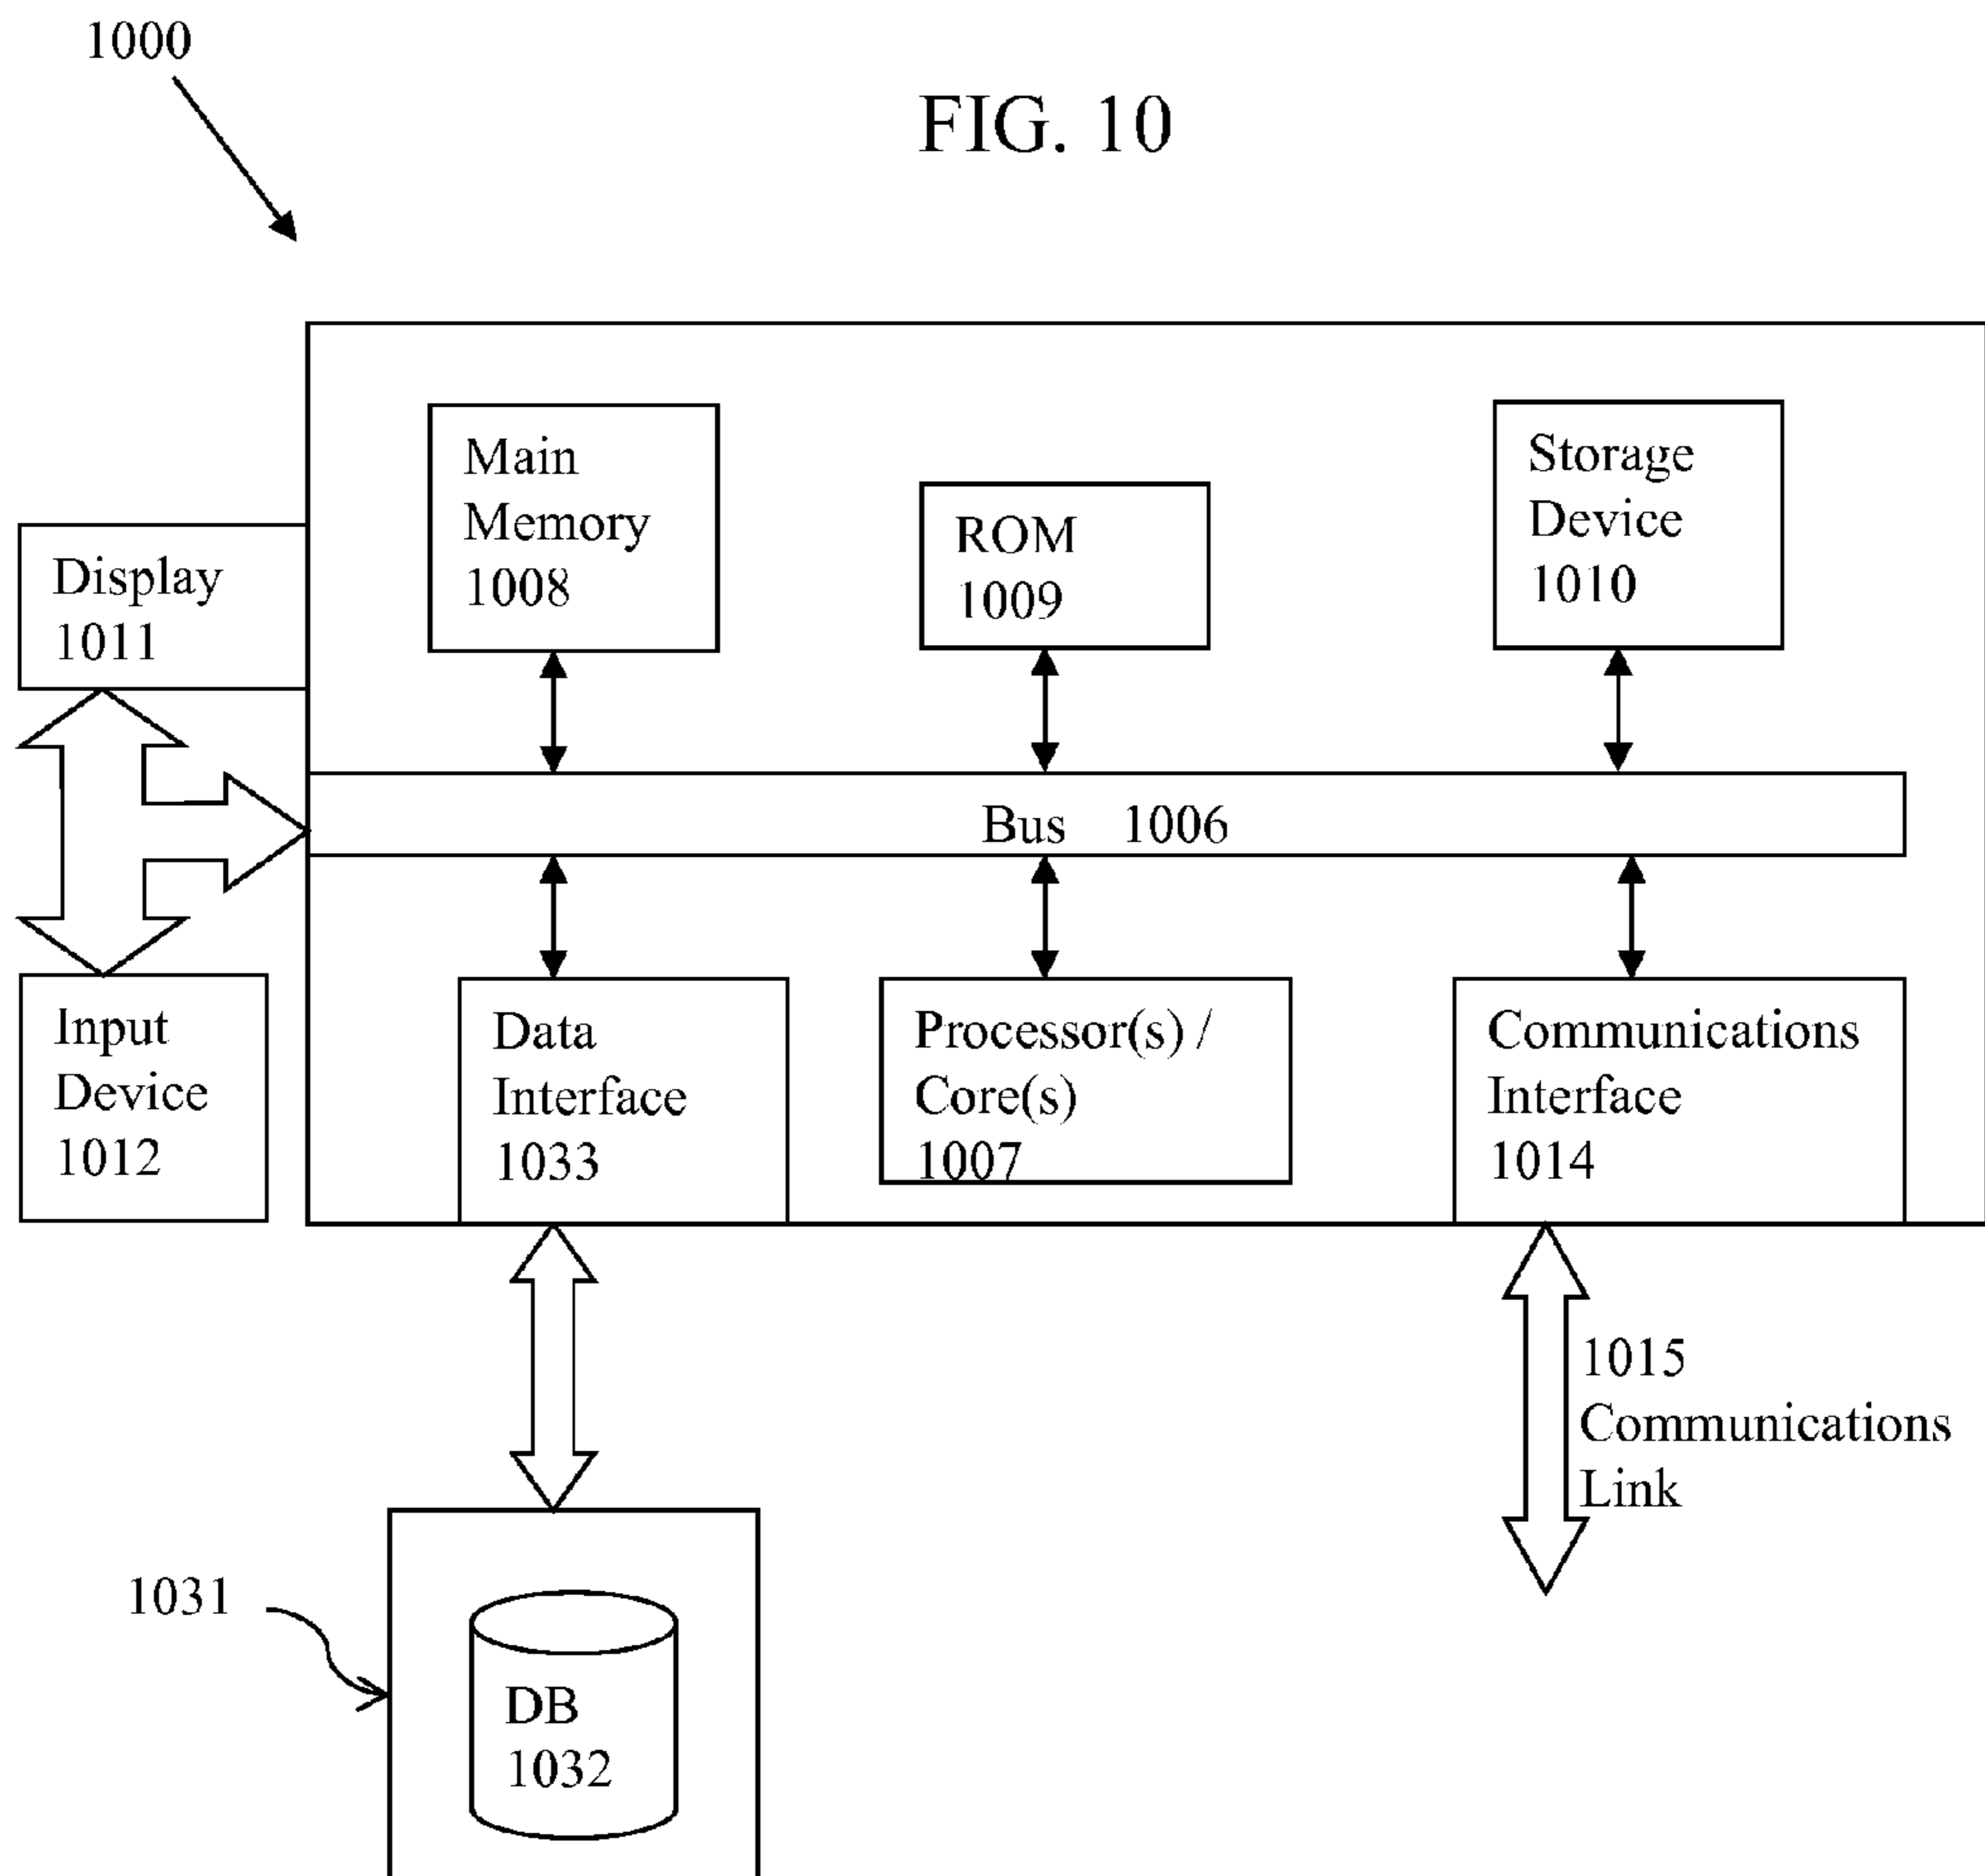 1000
FIG. 10
Main
Memory
1008
ROM
1009
Storage
Device
1010
Display
1011
Bus 1006
Input
Device
1012
Data
Interface
1033
Processor(s) /
Core(s)
1007
Communications
Interface
1014
1015
Communications
Link
1031
DB
1032